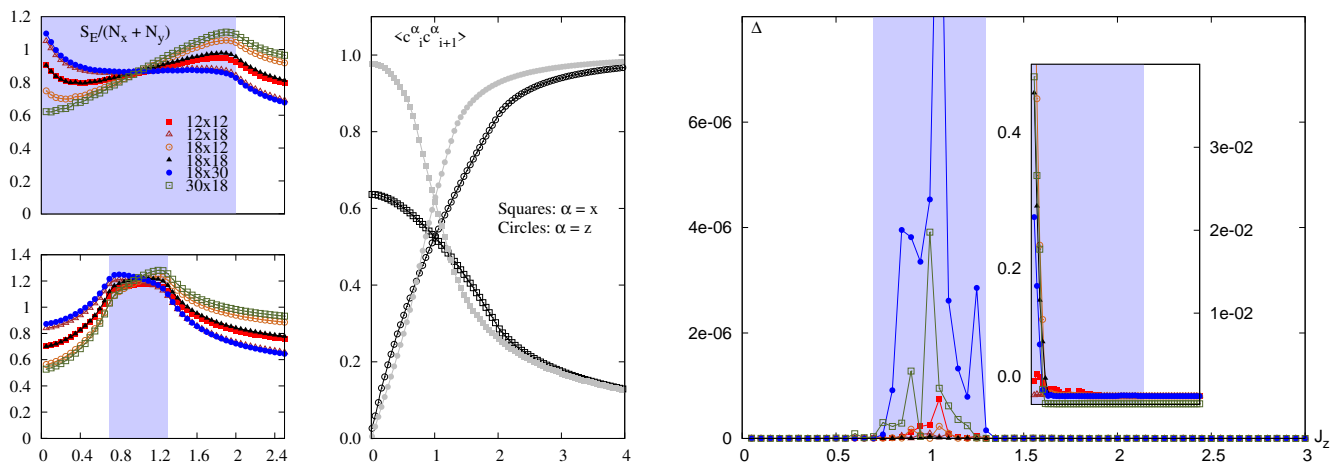 S_E/(N_x + N_y)
1.2
1
0.8
0.6
0.4
0.2
0
12x12
12x18
18x12
18x18
18x30
30x18
1.4
1.2
1
0.8
0.6
0.4
0.2
0
0 0.4 0.8 1.2 1.6 2 2.4
<c^α_i c^α_{i+1}>
1.0
0.8
0.6
0.4
0.2
0.0
Squares: α = x
Circles: α = z
0 1 2 3 4
Δ
6e-06
4e-06
2e-06
0
0.4
0.2
0.0
3e-02
2e-02
1e-02
0 0.5 1 1.5 2 2.5 3
J_z